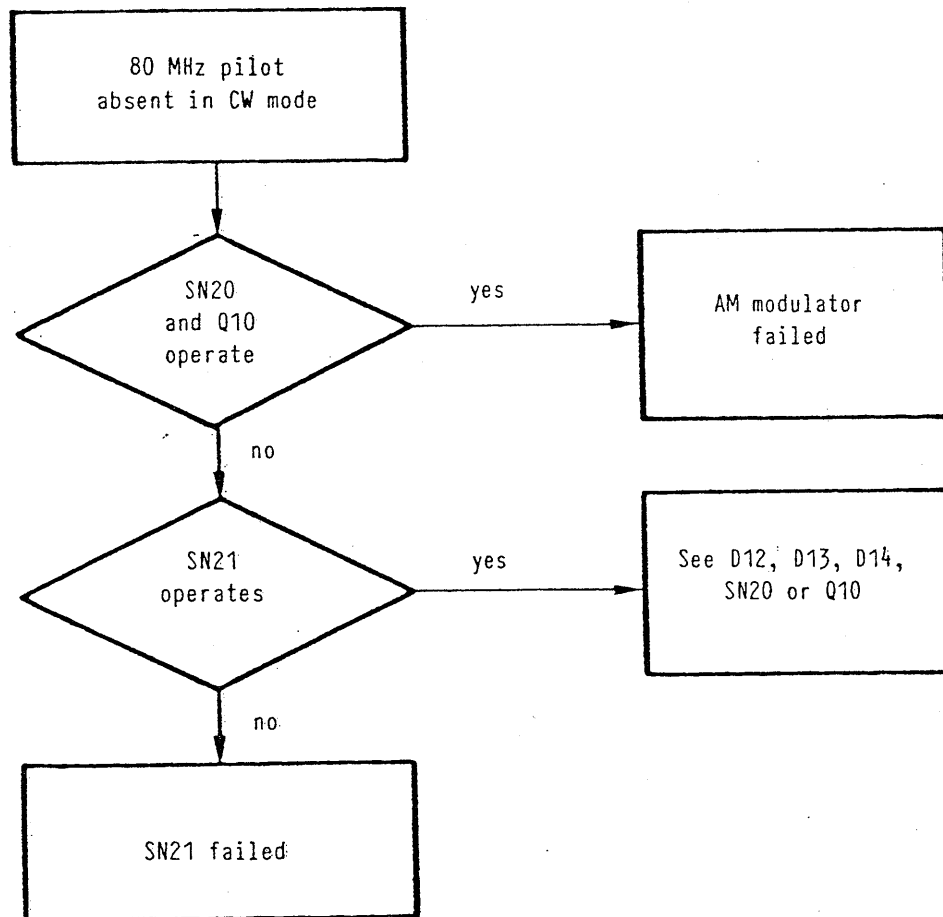 80 MHz pilot
absent in CW mode
SN20
and Q10
operate
yes
AM modulator
failed
no
SN21
operates
yes
See D12, D13, D14,
SN20 or Q10
no
SN21 failed